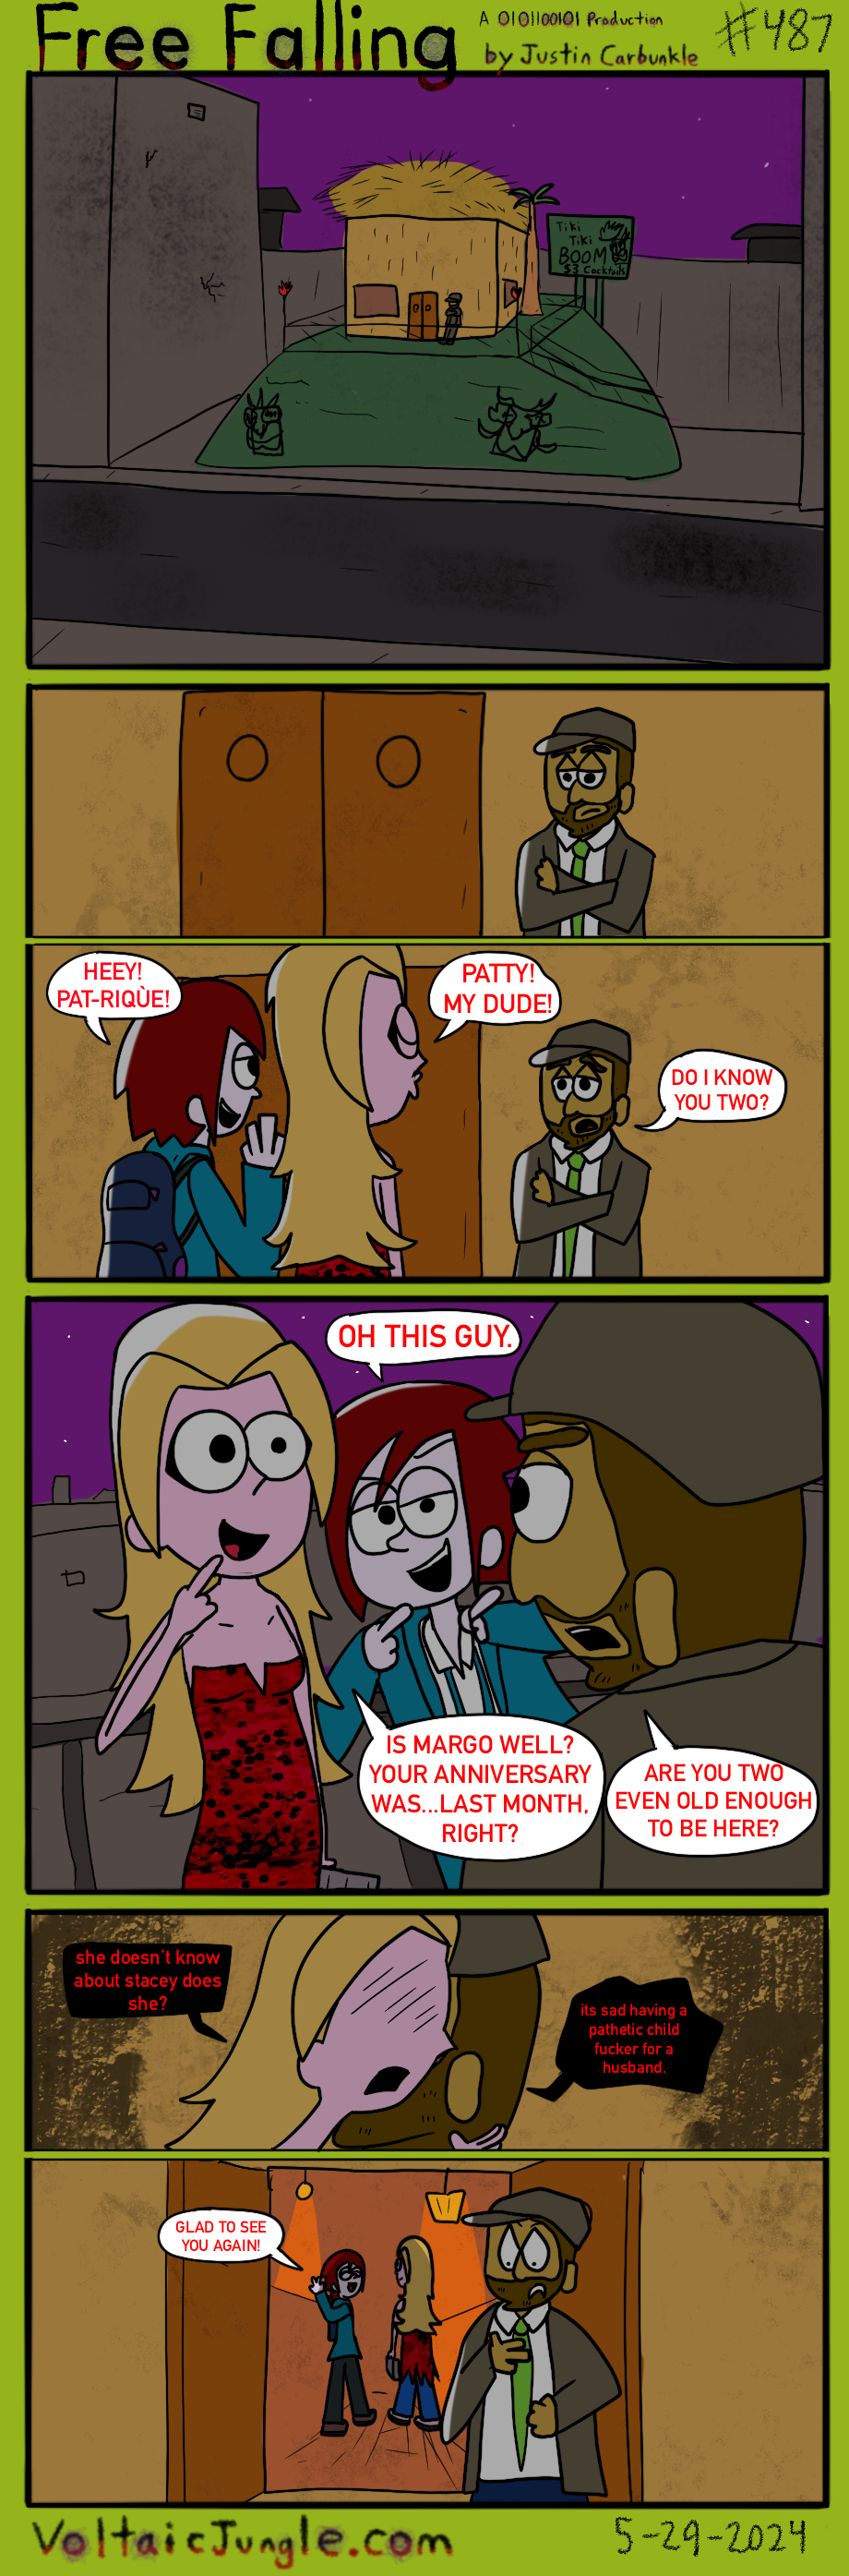 Free Falling
A 0101100101 Production
by Justin Carbunkle
#487
Tiki
Tiki
BOOM
$3 Cocktails
HEEY!
PAT-RIQÙE!
PATTY!
MY DUDE!
DO I KNOW
YOU TWO?
OH THIS GUY.
IS MARGO WELL?
YOUR ANNIVERSARY
WAS...LAST MONTH,
RIGHT?
ARE YOU TWO
EVEN OLD ENOUGH
TO BE HERE?
she doesn't know
about stacey does
she?
its sad having a
pathetic child
fucker for a
husband.
GLAD TO SEE
YOU AGAIN!
VoltaicJungle.com
5-29-2024